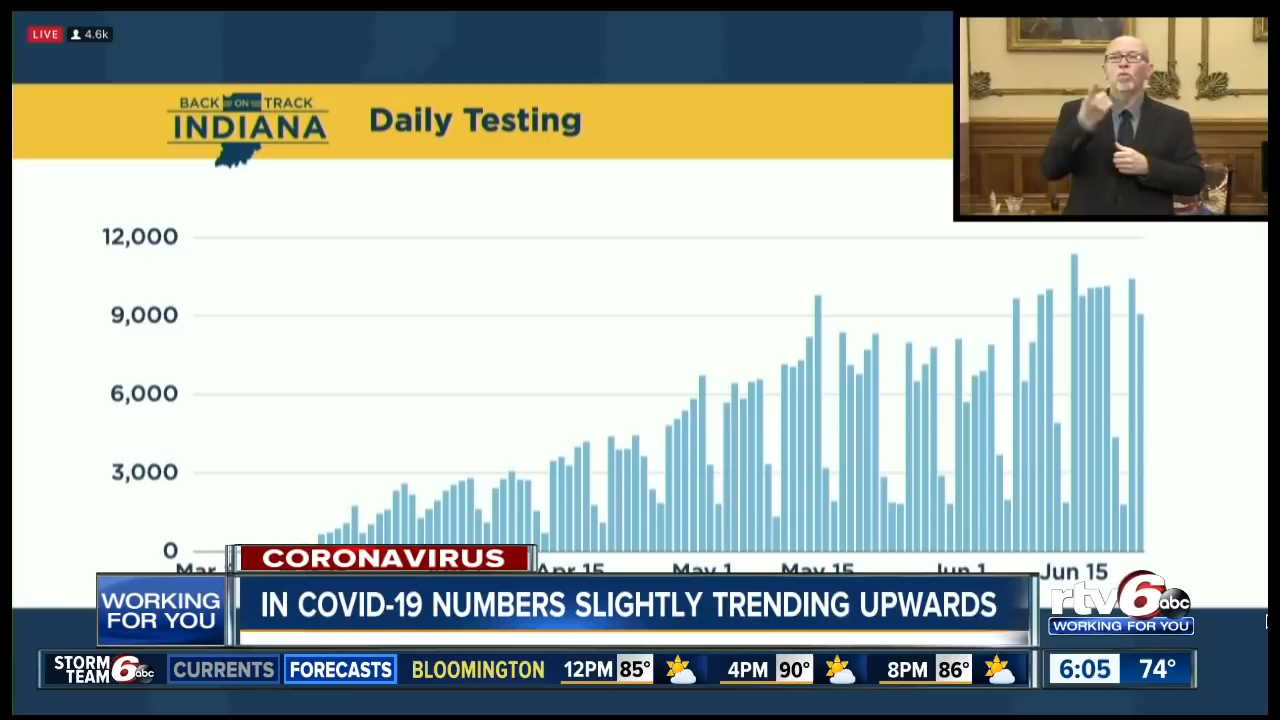 LIVE 4.6k
BACK ON TRACK
INDIANA
Daily Testing
12,000
9,000
6,000
3,000
0
Mar
Apr 15
May 1
May 15
Jun 1
Jun 15
CORONAVIRUS
WORKING
FOR YOU
IN COVID-19 NUMBERS SLIGHTLY TRENDING UPWARDS
rtv6 abc
WORKING FOR YOU
STORM
TEAM 6 abc
CURRENTS
FORECASTS
BLOOMINGTON
12PM 85°
4PM 90°
8PM 86°
6:05 74°